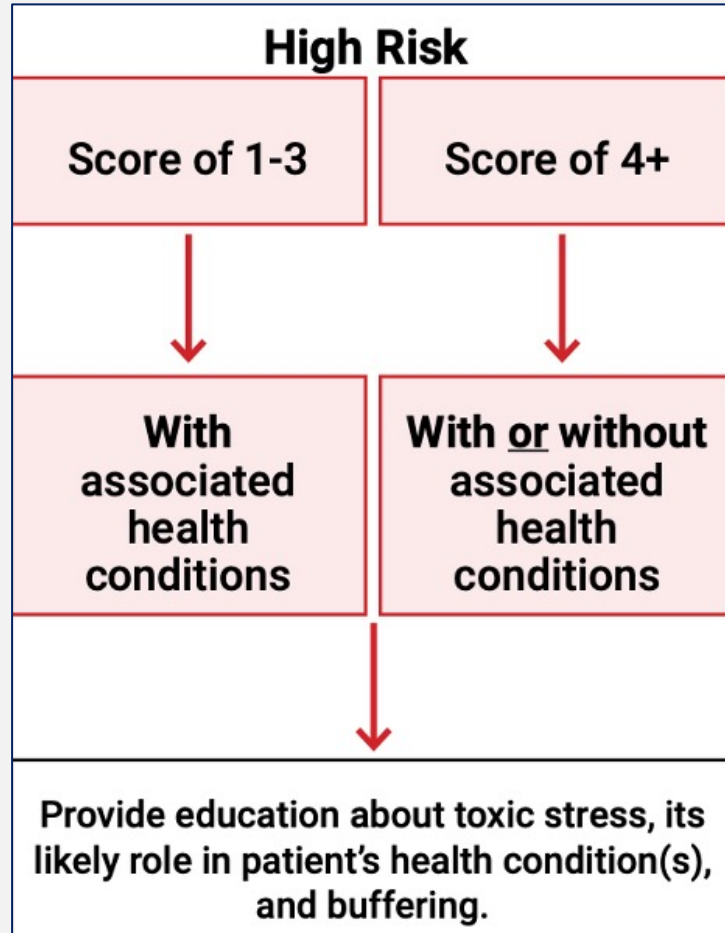 High Risk
Score of 1-3
Score of 4+
With
associated
health
conditions
With or without
associated
health
conditions
Provide education about toxic stress, its
likely role in patient’s health condition(s),
and buffering.